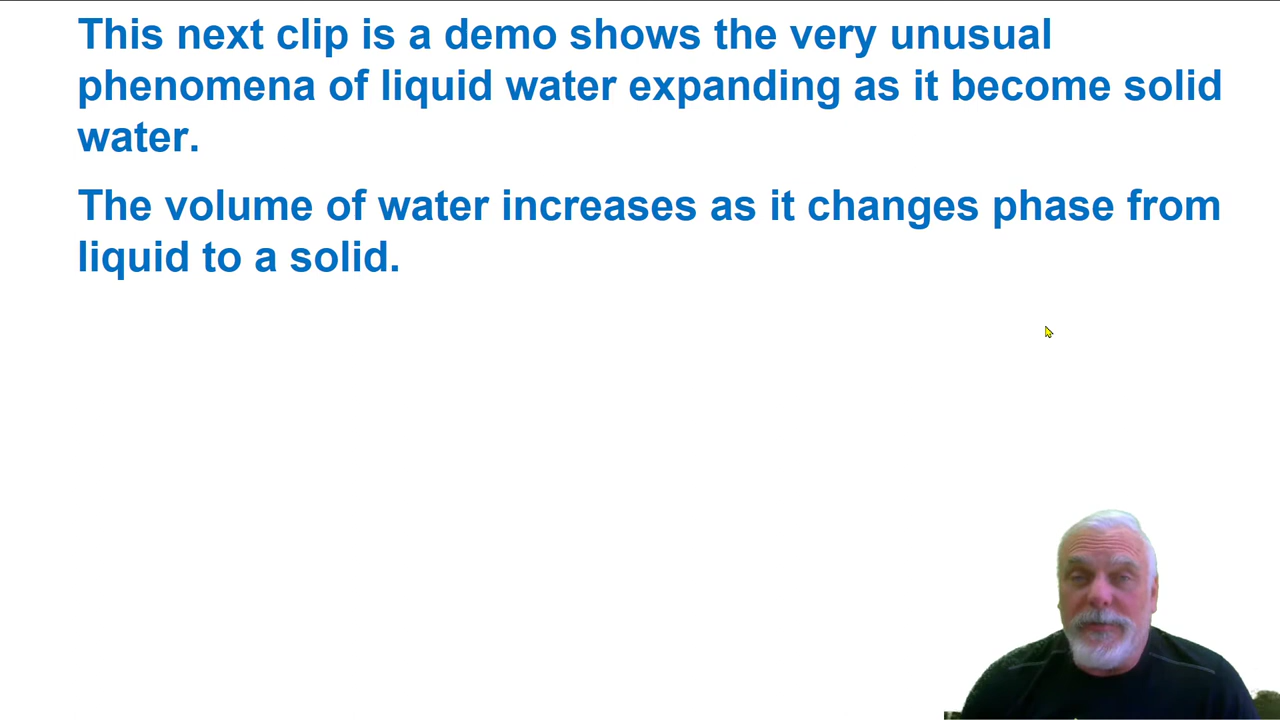 This next clip is a demo shows the very unusual
phenomena of liquid water expanding as it become solid
water.
The volume of water increases as it changes phase from
liquid to a solid.